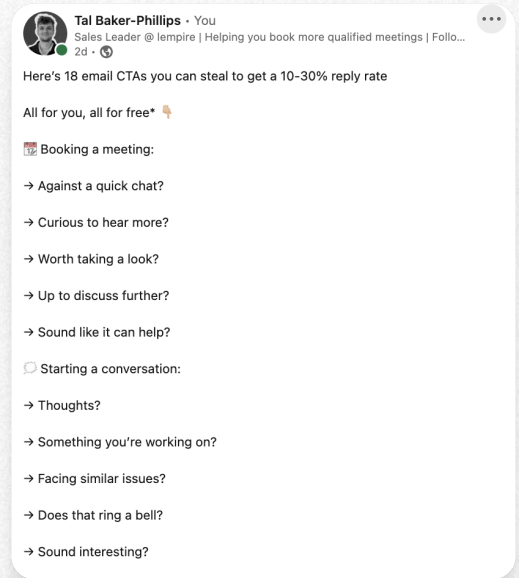 Tal Baker-Phillips • You
Sales Leader @ lempire | Helping you book more qualified meetings | Follo...
2d •
Here's 18 email CTAs you can steal to get a 10-30% reply rate
All for you, all for free* 👇🏼
📆 Booking a meeting:
→ Against a quick chat?
→ Curious to hear more?
→ Worth taking a look?
→ Up to discuss further?
→ Sound like it can help?
💭 Starting a conversation:
→ Thoughts?
→ Something you're working on?
→ Facing similar issues?
→ Does that ring a bell?
→ Sound interesting?